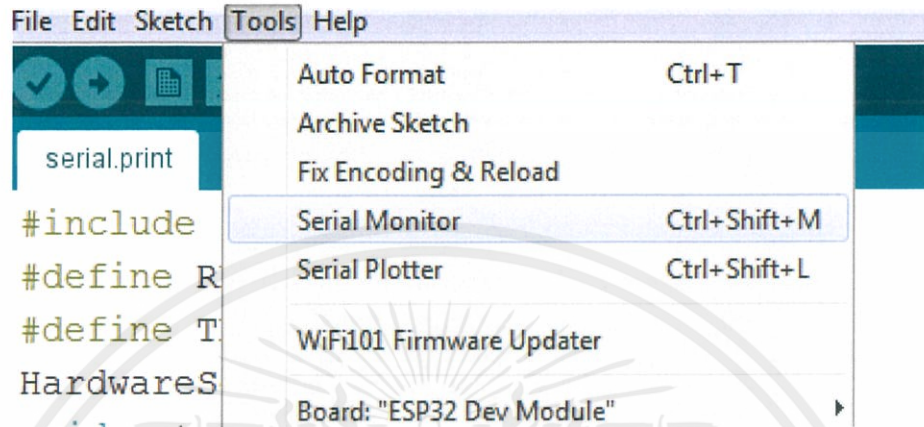 File Edit Sketch Tools Help
Auto Format Ctrl+T
Archive Sketch
serial.print
Fix Encoding & Reload
#include
Serial Monitor Ctrl+Shift+M
#define R
Serial Plotter Ctrl+Shift+L
#define T
WiFi101 Firmware Updater
HardwareS
Board: "ESP32 Dev Module"